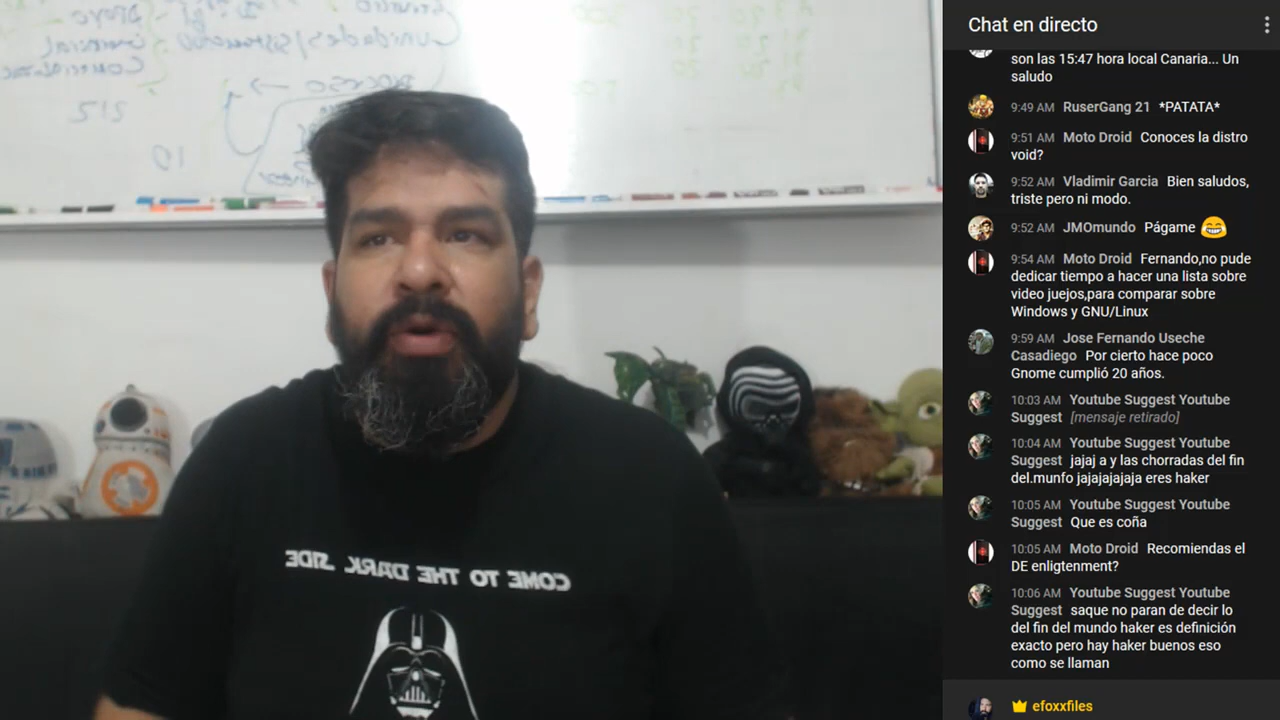 COME TO THE DARK SIDE
Chat en directo
son las 15:47 hora local Canaria... Un
saludo
9:49 AM RuserGang 21 *PATATA*
9:51 AM Moto Droid Conoces la distro
void?
9:52 AM Vladimir Garcia Bien saludos,
triste pero ni modo.
9:52 AM JMOmundo Págame 😂
9:54 AM Moto Droid Fernando,no pude
dedicar tiempo a hacer una lista sobre
video juejos,para comparar sobre
Windows y GNU/Linux
9:59 AM Jose Fernando Useche
Casadiego Por cierto hace poco
Gnome cumplió 20 años.
10:03 AM Youtube Suggest Youtube
Suggest [mensaje retirado]
10:04 AM Youtube Suggest Youtube
Suggest jajaj a y las chorradas del fin
del.munfo jajajajajaja eres haker
10:05 AM Youtube Suggest Youtube
Suggest Que es coña
10:05 AM Moto Droid Recomiendas el
DE enligtenment?
10:06 AM Youtube Suggest Youtube
Suggest saque no paran de decir lo
del fin del mundo haker es definición
exacto pero hay haker buenos eso
como se llaman
efoxxfiles